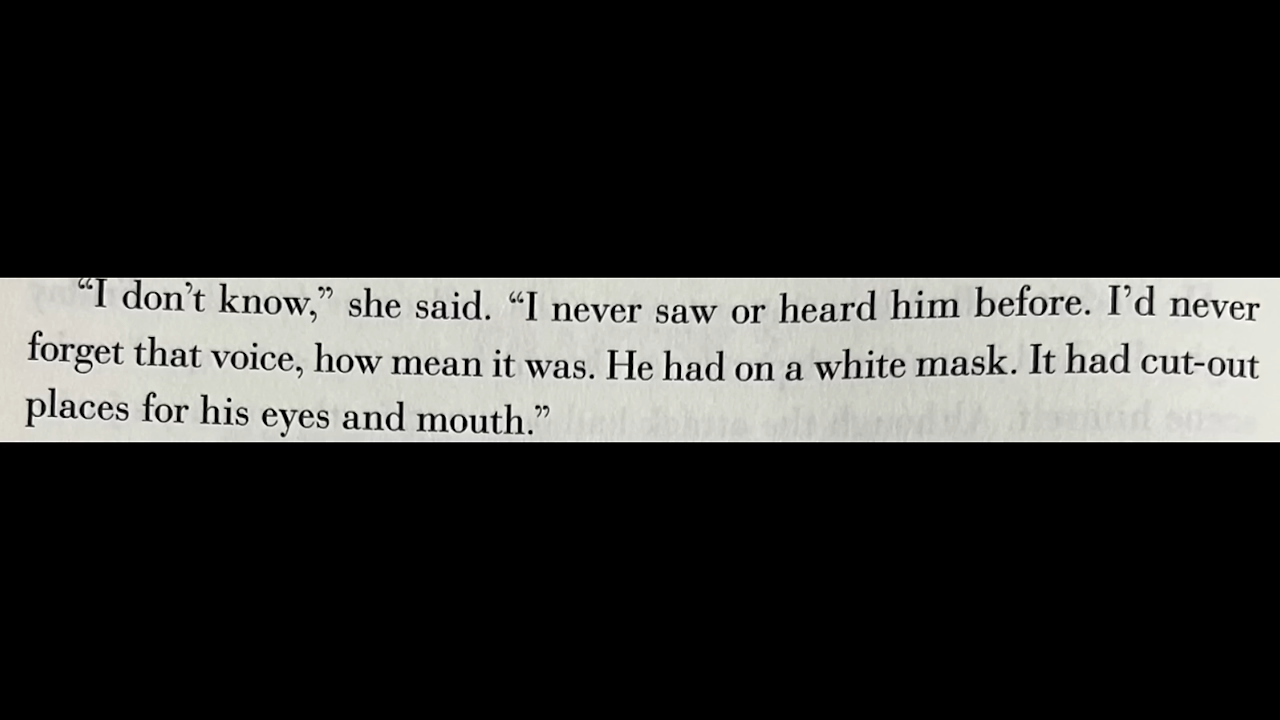 “I don’t know,” she said. “I never saw or heard him before. I’d never
forget that voice, how mean it was. He had on a white mask. It had cut-out
places for his eyes and mouth.”